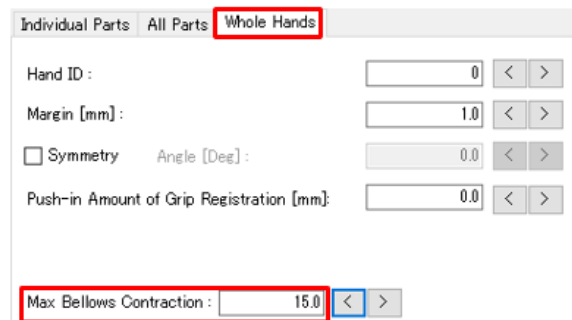 Individual Parts All Parts Whole Hands
Hand ID : 0 < >
Margin [mm] : 1.0 < >
Symmetry Angle [Deg] : 0.0 < >
Push-in Amount of Grip Registration [mm]: 0.0 < >
Max Bellows Contraction : 15.0 < >